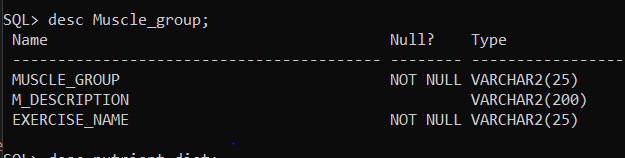 SQL> desc Muscle_group;
Name Null? Type
----------------------------------------- -------- ----------------
MUSCLE_GROUP NOT NULL VARCHAR2(25)
M_DESCRIPTION VARCHAR2(200)
EXERCISE_NAME NOT NULL VARCHAR2(25)